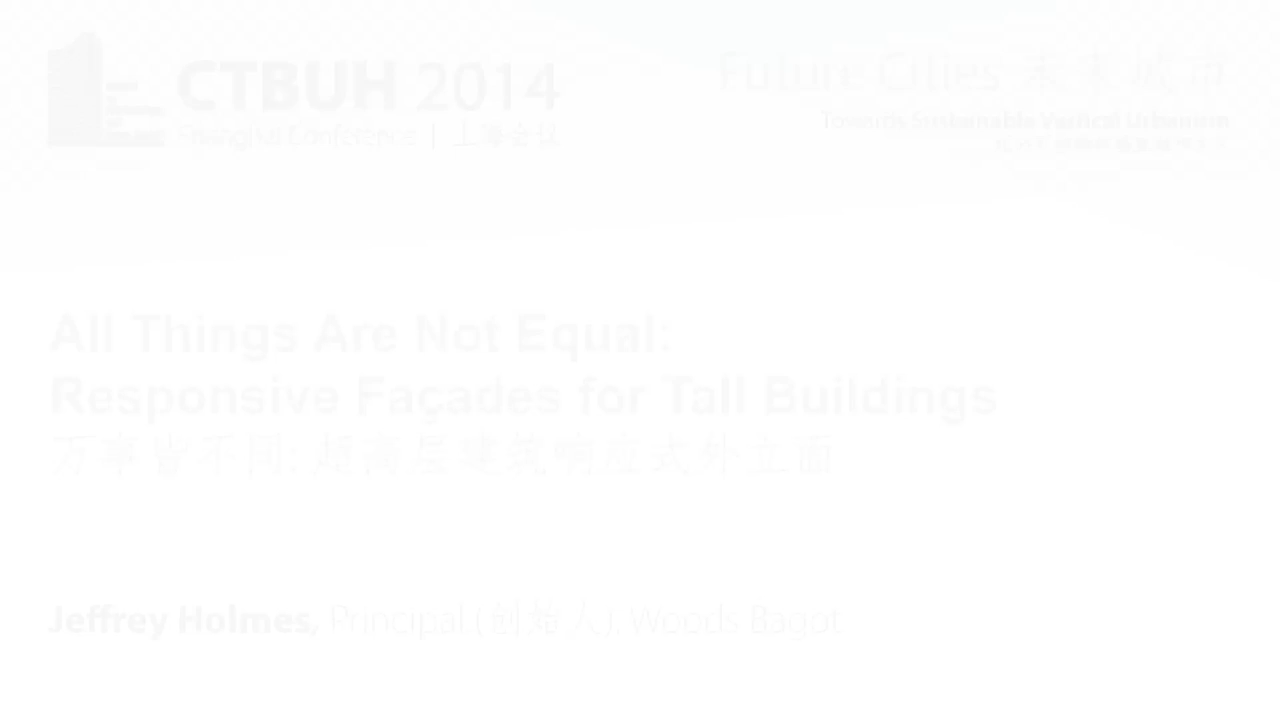 CTBUH 2014
Shanghai Conference | 上海会议
Future Cities 未来城市
Towards Sustainable Vertical Urbanism
All Things Are Not Equal:
Responsive Façades for Tall Buildings
万事皆不同: 超高层建筑响应式外立面
Jeffrey Holmes, Principal (创始人), Woods Bagot